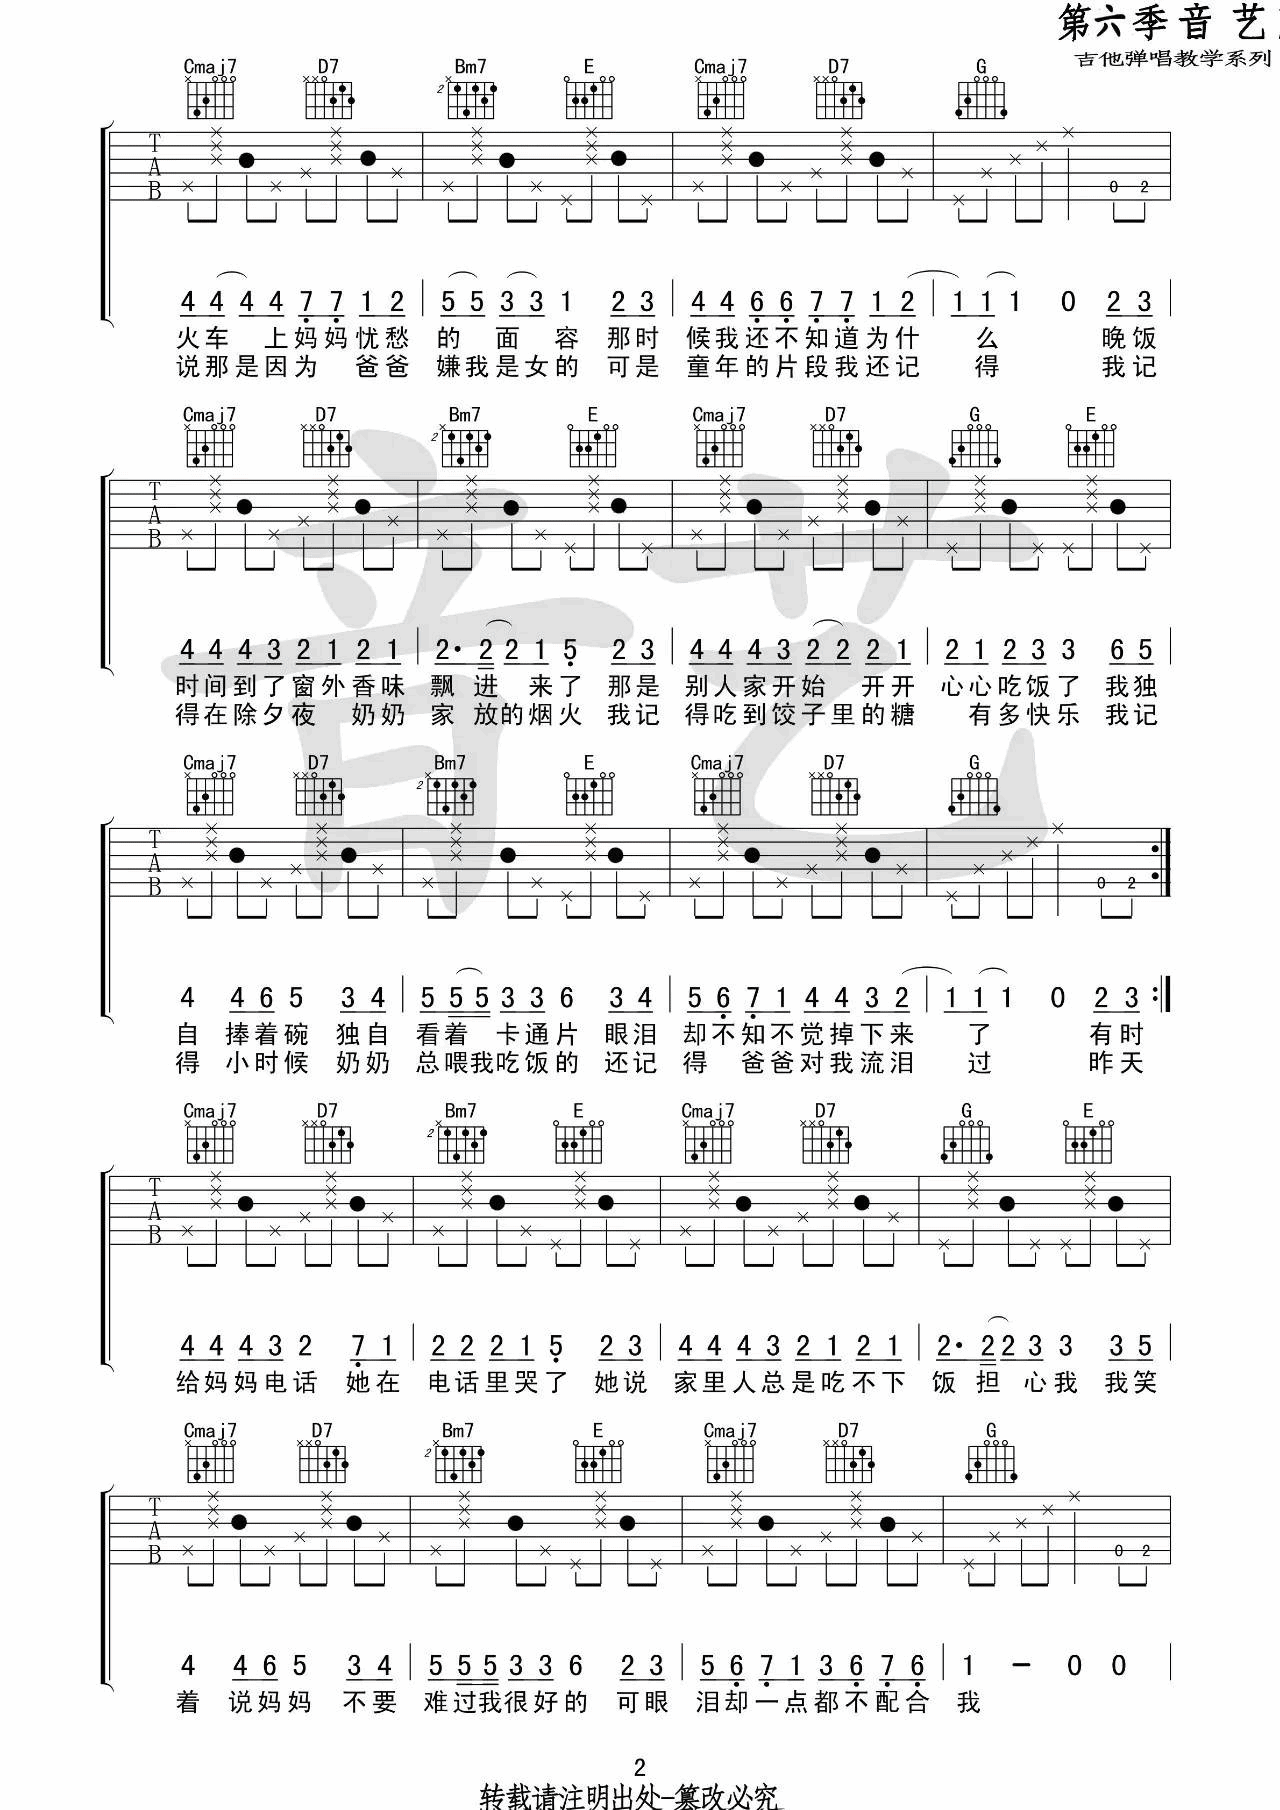 第六季音艺
吉他弹唱教学系列
Cmaj7 D7 Bm7 E Cmaj7 D7 G
2
T
A
B
0 2
4 4 4 4 7 7 1 2 5 5 3 3 1 2 3 4 4 6 6 7 7 1 2 1 1 1 0 2 3
火车 上妈妈忧愁 的 面 容 那时 候我还不知道为什 么 晚饭
说那是因为 爸爸 嫌我是女的 可是 童年的片段我还记 得 我记
Cmaj7 D7 Bm7 E Cmaj7 D7 G E
2
T
A
B
4 4 4 3 2 1 2 1 2· 2 2 1 5 2 3 4 4 4 3 2 2 2 1 2 1 2 3 3 6 5
时间到了窗外香味 飘 进 来了 那是 别人家开始 开开 心心吃饭了 我独
得在除夕夜 奶奶 家 放的烟火 我记 得吃到饺子里的糖 有多快乐 我记
音艺
Cmaj7 D7 Bm7 E Cmaj7 D7 G
2
T
A
B
0 2
4 4 6 5 3 4 5 5 5 3 3 6 3 4 5 6 7 1 4 4 3 2 1 1 1 0 2 3
自 捧着碗 独自 看着 卡通片 眼泪 却不知不觉掉下来 了 有时
得 小时候 奶奶 总喂我吃饭的 还记 得 爸爸对我流泪 过 昨天
Cmaj7 D7 Bm7 E Cmaj7 D7 G E
2
T
A
B
4 4 4 3 2 7 1 2 2 2 1 5 2 3 4 4 4 3 2 1 2 1 2· 2 2 3 3 3 5
给妈妈电话 她在 电话里哭了 她说 家里人总是吃不下 饭 担 心我 我笑
Cmaj7 D7 Bm7 E Cmaj7 D7 G
2
T
A
B
0 2
4 4 6 5 3 4 5 5 5 3 3 6 2 3 5 6 7 1 3 6 7 6 1 - 0 0
着 说妈妈 不要 难过我很好的 可眼 泪却一点都不配合 我
2
转载请注明出处-篡改必究